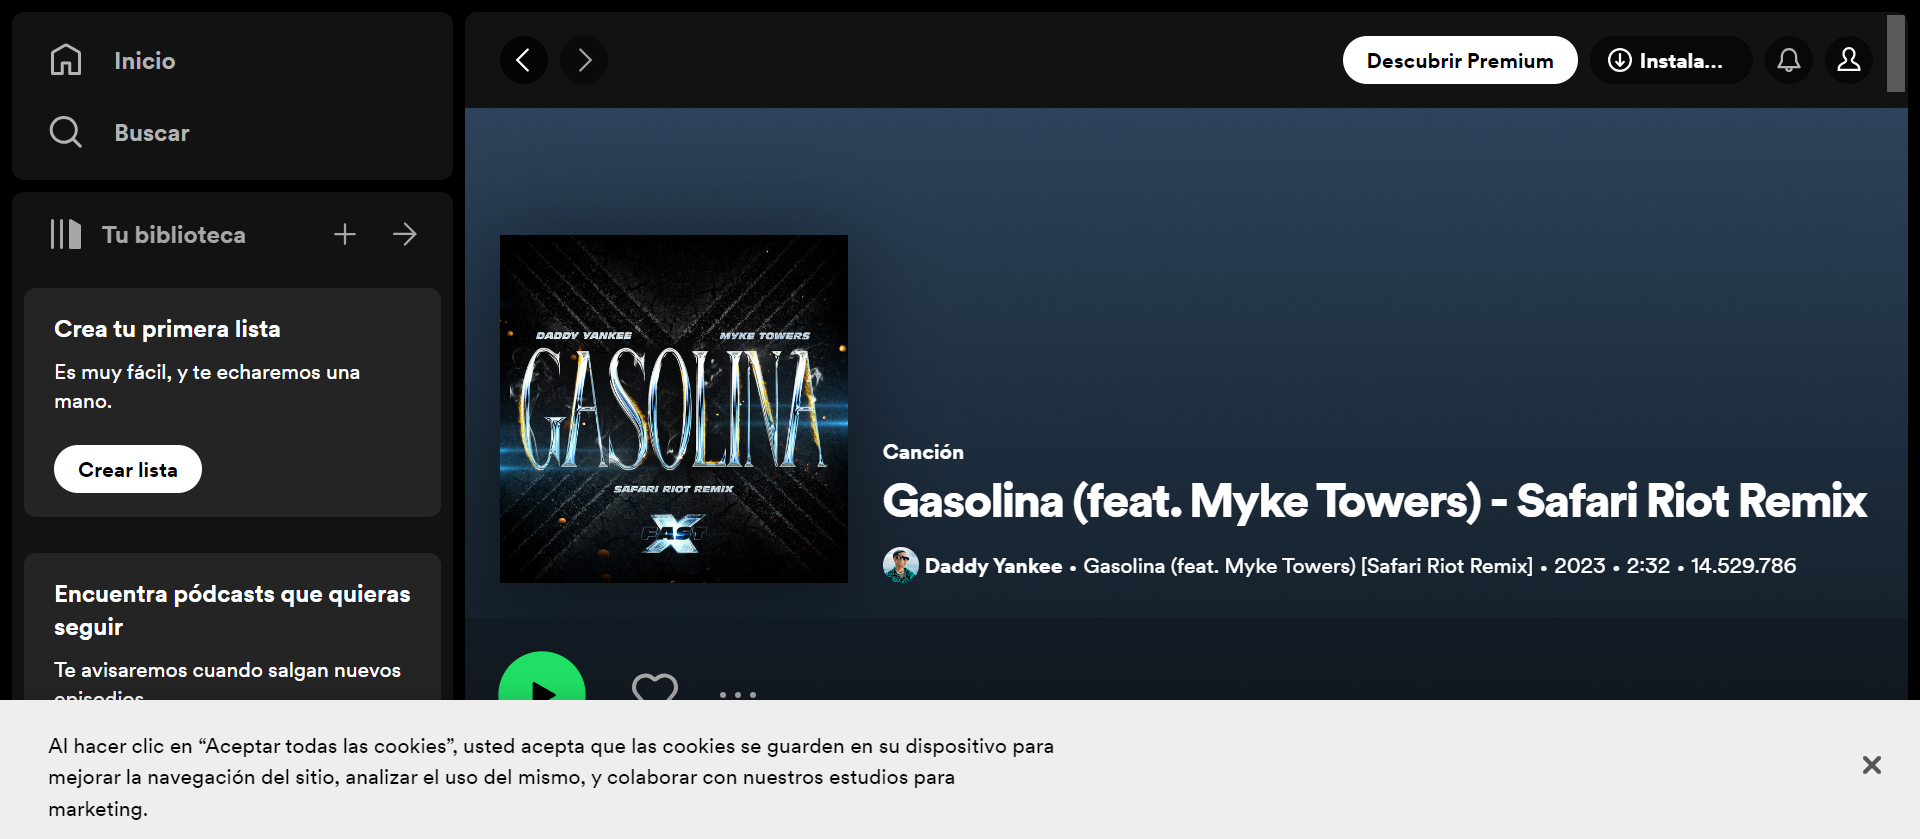 Inicio
Buscar
Tu biblioteca
Crea tu primera lista
Es muy fácil, y te echaremos una
mano.
Crear lista
Encuentra pódcasts que quieras
seguir
Te avisaremos cuando salgan nuevos
episodios.
Descubrir Premium
Instala...
DADDY YANKEE
MYKE TOWERS
GASOLINA
SAFARI RIOT REMIX
FAST X
Canción
Gasolina (feat. Myke Towers) - Safari Riot Remix
Daddy Yankee • Gasolina (feat. Myke Towers) [Safari Riot Remix] • 2023 • 2:32 • 14.529.786
Al hacer clic en “Aceptar todas las cookies”, usted acepta que las cookies se guarden en su dispositivo para
mejorar la navegación del sitio, analizar el uso del mismo, y colaborar con nuestros estudios para
marketing.